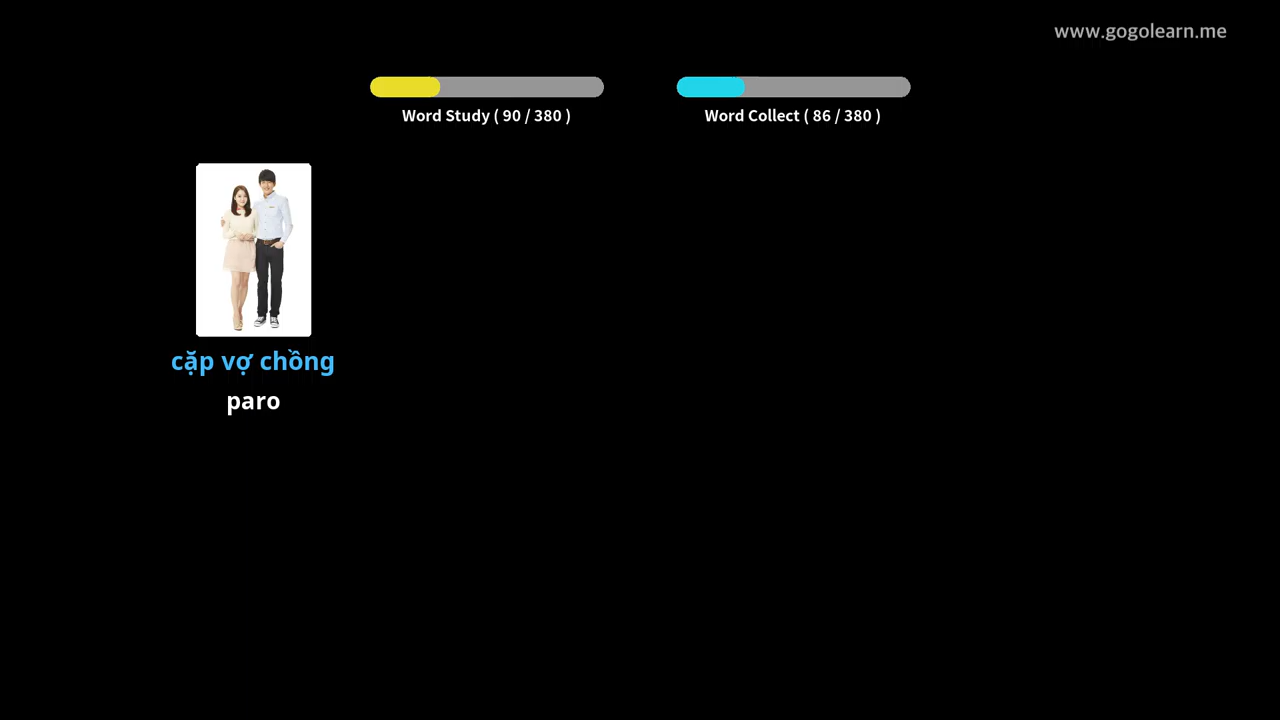 www.gogolearn.me
Word Study ( 90 / 380 )
Word Collect ( 86 / 380 )
cặp vợ chồng
paro